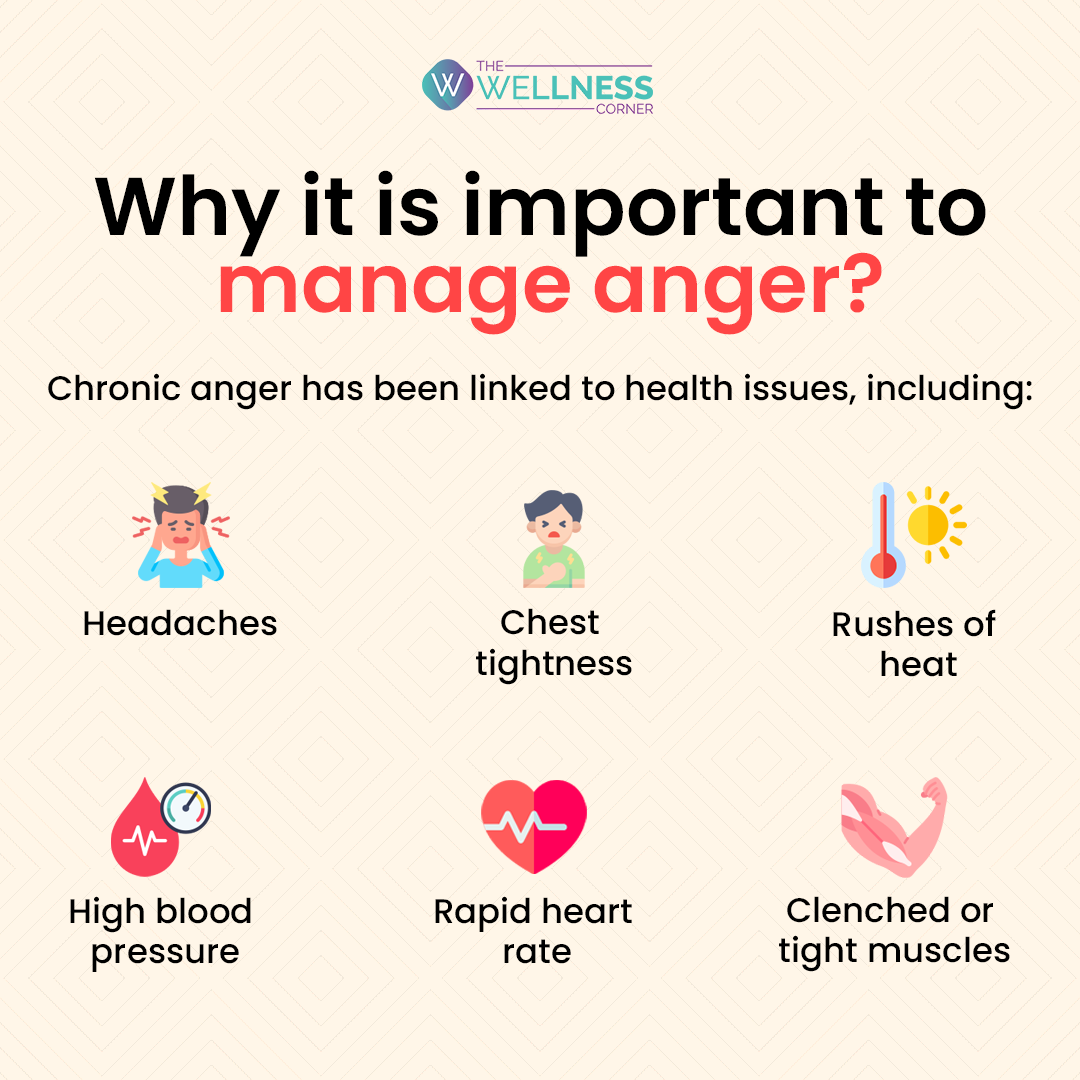 W
THE
WELLNESS
CORNER
Why it is important to
manage anger?
Chronic anger has been linked to health issues, including:
Headaches
Chest
tightness
Rushes of
heat
High blood
pressure
Rapid heart
rate
Clenched or
tight muscles